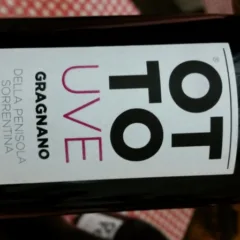 OT
TO
UVE
GRAGNANO
DELLA PENISOLA
SORRENTINA